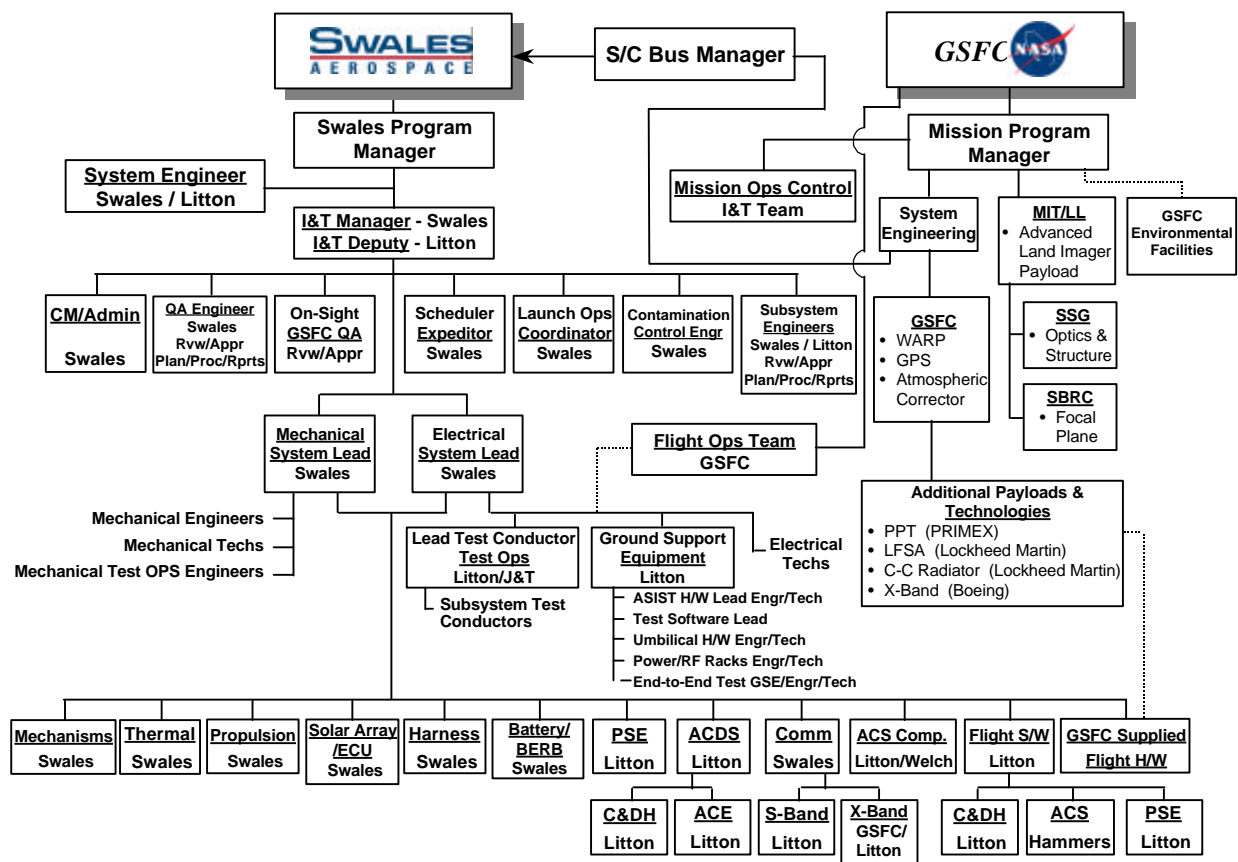 SWALES
AEROSPACE
S/C Bus Manager
GSFC
NASA
Swales Program
Manager
Mission Program
Manager
System Engineer
Swales / Litton
Mission Ops Control
I&T Team
System
Engineering
MIT/LL
• Advanced
Land Imager
Payload
GSFC
Environmental
Facilities
I&T Manager - Swales
I&T Deputy - Litton
CM/Admin
Swales
QA Engineer
Swales
Rvw/Appr
Plan/Proc/Rprts
On-Sight
GSFC QA
Rvw/Appr
Scheduler
Expeditor
Swales
Launch Ops
Coordinator
Swales
Contamination
Control Engr
Swales
Subsystem
Engineers
Swales / Litton
Rvw/Appr
Plan/Proc/Rprts
GSFC
• WARP
• GPS
• Atmospheric
Corrector
SSG
• Optics &
Structure
SBRC
• Focal
Plane
Mechanical
System Lead
Swales
Electrical
System Lead
Swales
Flight Ops Team
GSFC
Mechanical Engineers
Mechanical Techs
Mechanical Test OPS Engineers
Lead Test Conductor
Test Ops
Litton/J&T
Subsystem Test
Conductors
Ground Support
Equipment
Litton
Electrical
Techs
ASIST H/W Lead Engr/Tech
Test Software Lead
Umbilical H/W Engr/Tech
Power/RF Racks Engr/Tech
End-to-End Test GSE/Engr/Tech
Additional Payloads &
Technologies
• PPT (PRIMEX)
• LFSA (Lockheed Martin)
• C-C Radiator (Lockheed Martin)
• X-Band (Boeing)
Mechanisms
Swales
Thermal
Swales
Propulsion
Swales
Solar Array
/ECU
Swales
Harness
Swales
Battery/
BERB
Swales
PSE
Litton
ACDS
Litton
Comm
Swales
ACS Comp.
Litton/Welch
Flight S/W
Litton
GSFC Supplied
Flight H/W
C&DH
Litton
ACE
Litton
S-Band
Litton
X-Band
GSFC/
Litton
C&DH
Litton
ACS
Hammers
PSE
Litton